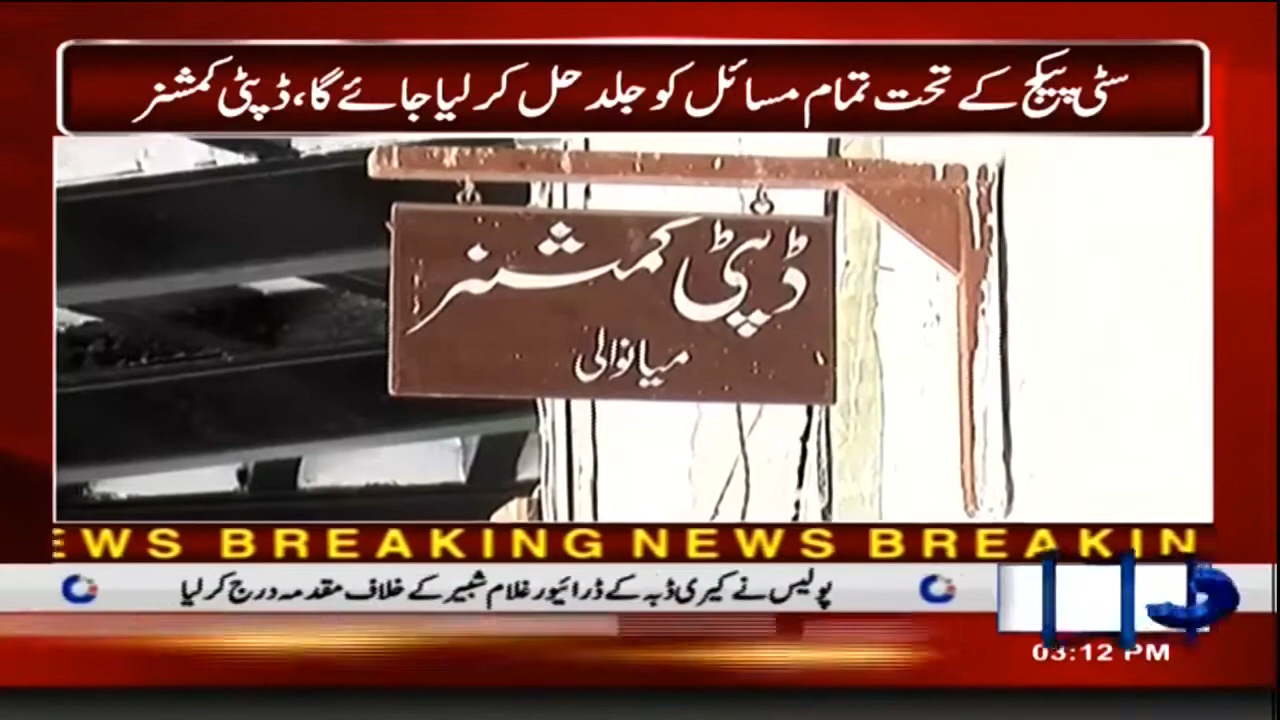 سٹی پیکج کے تحت تمام مسائل کو جلد حل کر لیا جائے گا، ڈپٹی کمشنر
ڈپٹی کمشنر
میانوالی
EWS BREAKING NEWS BREAKIN
پولیس نے کیری ڈبہ کے ڈرائیور غلام شبیر کے خلاف مقدمہ درج کر لیا
03:12 PM